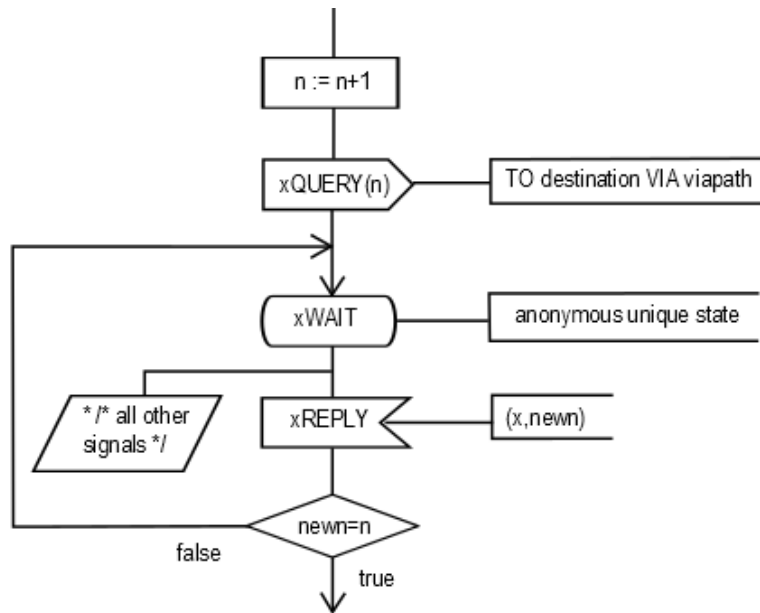 n := n+1
xQUERY(n)
TO destination VIA viapath
xWAIT
anonymous unique state
* /* all other
signals */
xREPLY
(x,newn)
newn=n
false
true